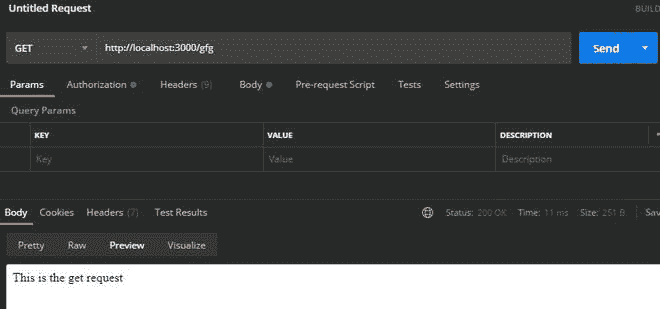 Untitled Request
BUILD
GET
http://localhost:3000/gfg
Send
Params Authorization Headers (9) Body Pre-request Script Tests Settings
Query Params
KEY VALUE DESCRIPTION
Key Value Description
Body Cookies Headers (7) Test Results
Status: 200 OK Time: 11 ms Size: 251 B Sav
Pretty Raw Preview Visualize
This is the get request